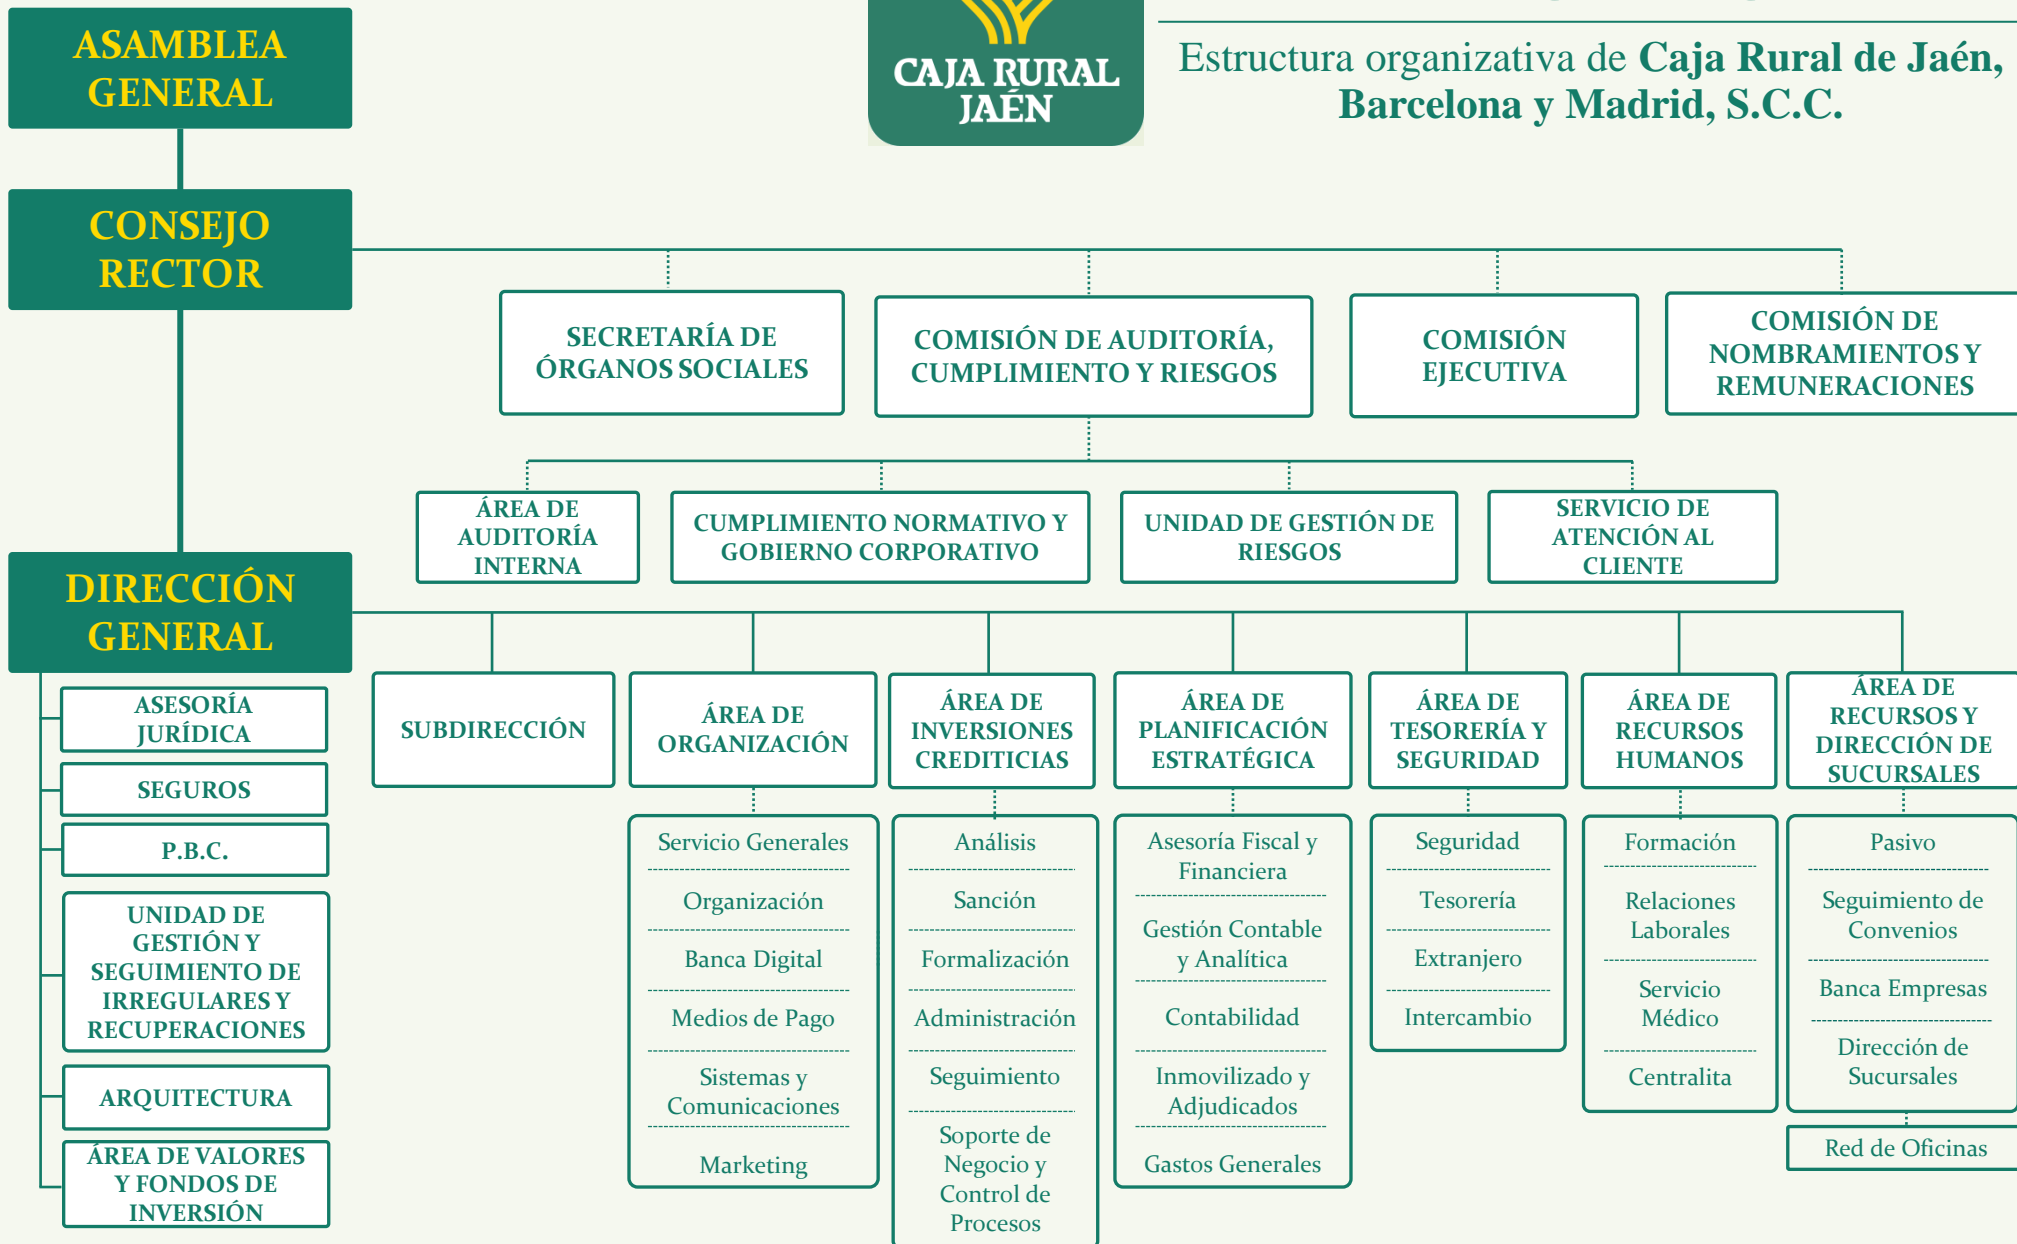 ASAMBLEA
GENERAL
CAJA RURAL
JAÉN
Estructura organizativa de Caja Rural de Jaén,
Barcelona y Madrid, S.C.C.
CONSEJO
RECTOR
SECRETARÍA DE
ÓRGANOS SOCIALES
COMISIÓN DE AUDITORÍA,
CUMPLIMIENTO Y RIESGOS
COMISIÓN
EJECUTIVA
COMISIÓN DE
NOMBRAMIENTOS Y
REMUNERACIONES
ÁREA DE
AUDITORÍA
INTERNA
CUMPLIMIENTO NORMATIVO Y
GOBIERNO CORPORATIVO
UNIDAD DE GESTIÓN DE
RIESGOS
SERVICIO DE
ATENCIÓN AL
CLIENTE
DIRECCIÓN
GENERAL
ASESORÍA
JURÍDICA
SEGUROS
P.B.C.
UNIDAD DE
GESTIÓN Y
SEGUIMIENTO DE
IRREGULARES Y
RECUPERACIONES
ARQUITECTURA
ÁREA DE VALORES
Y FONDOS DE
INVERSIÓN
SUBDIRECCIÓN
ÁREA DE
ORGANIZACIÓN
Servicio Generales
Organización
Banca Digital
Medios de Pago
Sistemas y
Comunicaciones
Marketing
ÁREA DE
INVERSIONES
CREDITICIAS
Análisis
Sanción
Formalización
Administración
Seguimiento
Soporte de
Negocio y
Control de
Procesos
ÁREA DE
PLANIFICACIÓN
ESTRATÉGICA
Asesoría Fiscal y
Financiera
Gestión Contable
y Analítica
Contabilidad
Inmovilizado y
Adjudicados
Gastos Generales
ÁREA DE
TESORERÍA Y
SEGURIDAD
Seguridad
Tesorería
Extranjero
Intercambio
ÁREA DE
RECURSOS
HUMANOS
Formación
Relaciones
Laborales
Servicio
Médico
Centralita
ÁREA DE
RECURSOS Y
DIRECCIÓN DE
SUCURSALES
Pasivo
Seguimiento de
Convenios
Banca Empresas
Dirección de
Sucursales
Red de Oficinas